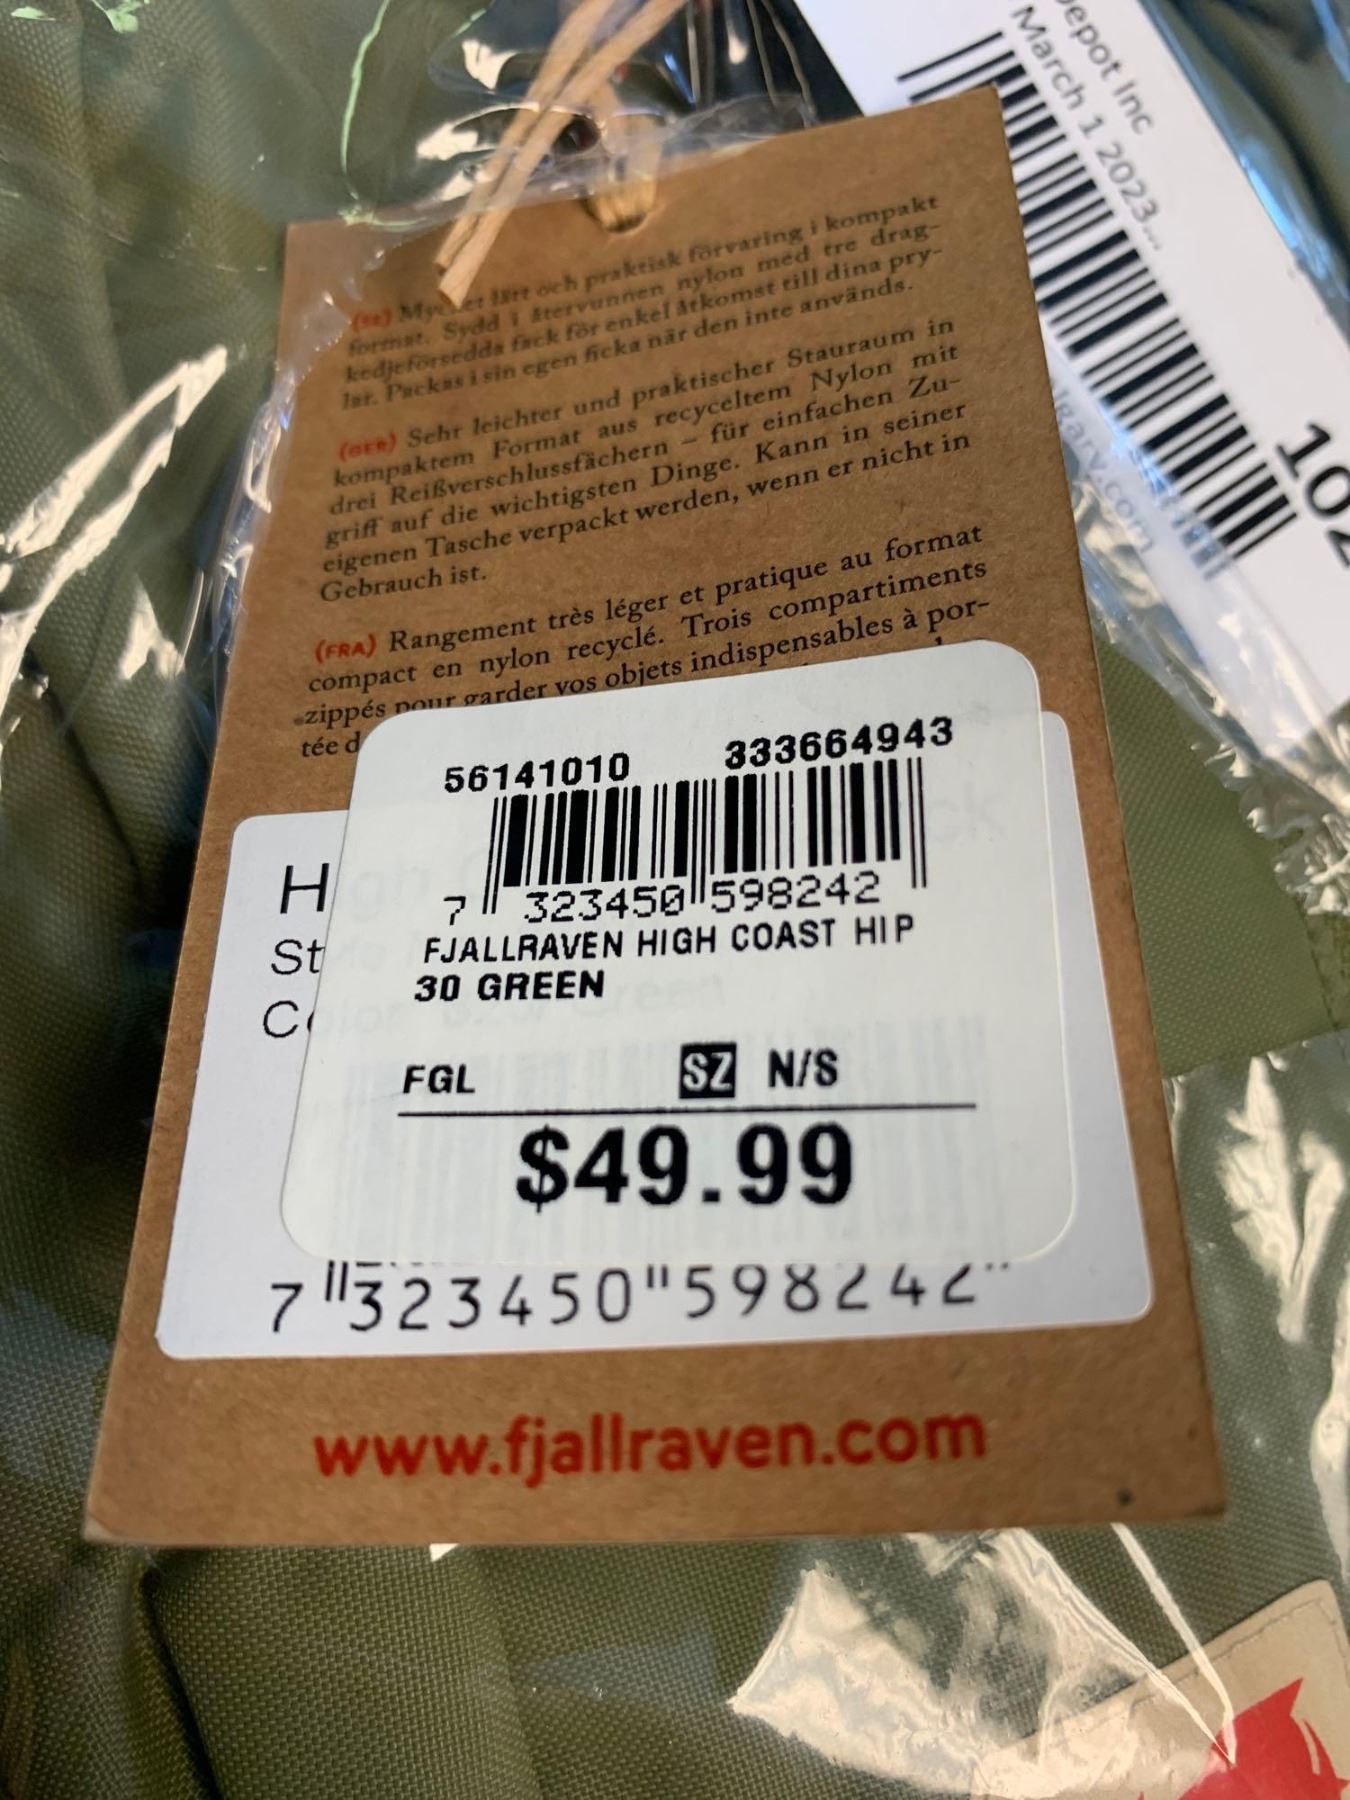 Depot Inc
March 1 2023...
102
lgary.com
(SE) Mycket lätt och praktisk förvaring i kompakt
format. Sydd i återvunnen nylon med tre drag-
kedjeförsedda fack för enkel åtkomst till dina pry-
lar. Packas i sin egen ficka när den inte används.
(GER) Sehr leichter und praktischer Stauraum in
kompaktem Format aus recyceltem Nylon mit
drei Reißverschlussfächern – für einfachen Zu-
griff auf die wichtigsten Dinge. Kann in seiner
eigenen Tasche verpackt werden, wenn er nicht in
Gebrauch ist.
(FRA) Rangement très léger et pratique au format
compact en nylon recyclé. Trois compartiments
zippés pour garder vos objets indispensables à por-
tée d
56141010 333664943
7 323450 598242
FJALLRAVEN HIGH COAST HIP
30 GREEN
FGL SZ N/S
$49.99
7 323450 598242
www.fjallraven.com